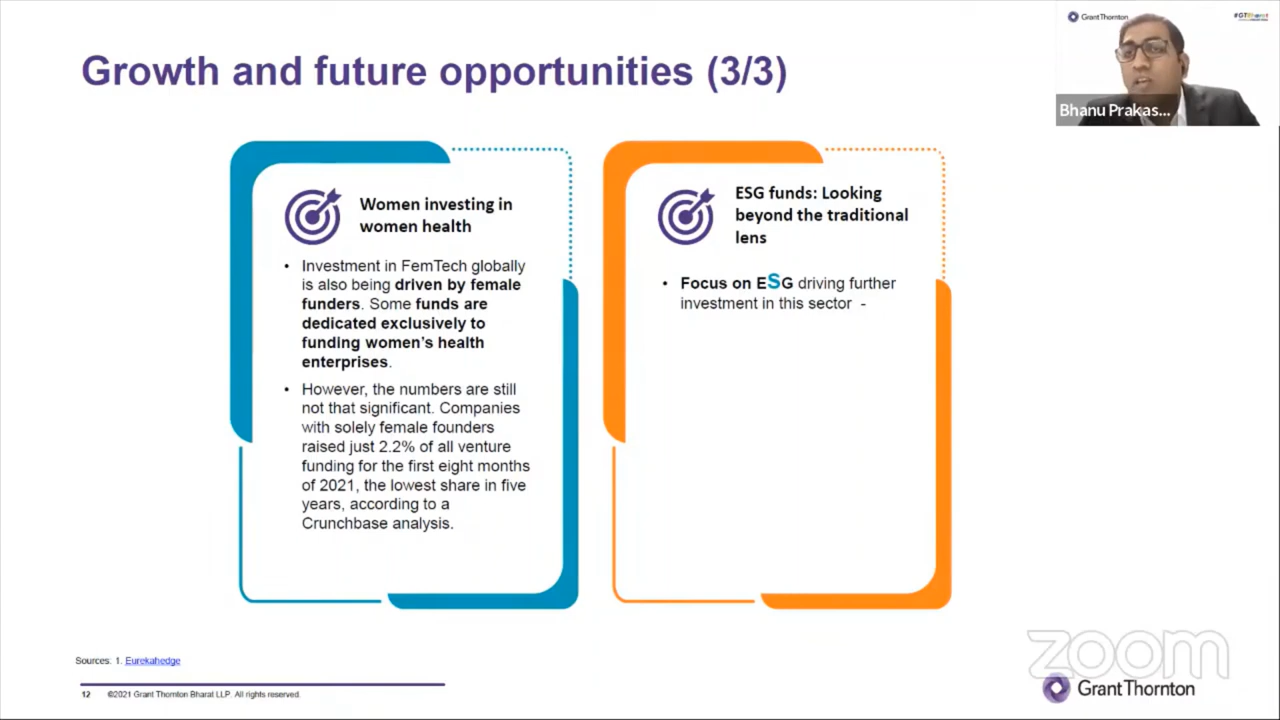 Growth and future opportunities (3/3)
Grant Thornton
Bhanu Prakas...
Women investing in
women health
• Investment in FemTech globally
is also being driven by female
funders. Some funds are
dedicated exclusively to
funding women's health
enterprises.
• However, the numbers are still
not that significant. Companies
with solely female founders
raised just 2.2% of all venture
funding for the first eight months
of 2021, the lowest share in five
years, according to a
Crunchbase analysis.
ESG funds: Looking
beyond the traditional
lens
• Focus on ESG driving further
investment in this sector -
Sources. 1. Eurekahedge
12 ©2021 Grant Thornton Bharat LLP. All rights reserved.
zoom
Grant Thornton